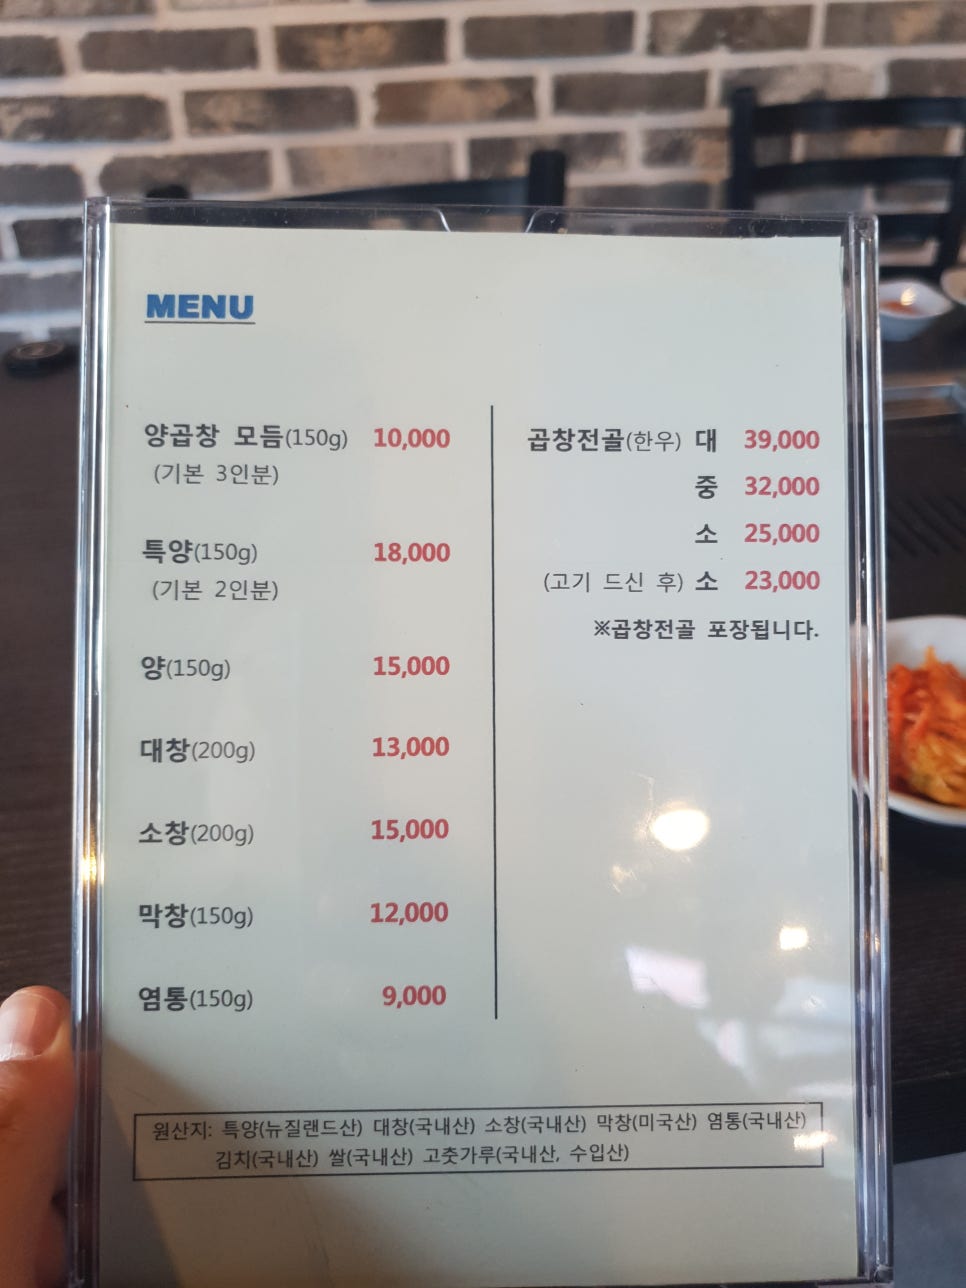 MENU
양곱창 모듬(150g) 10,000
(기본 3인분)
특양(150g) 18,000
(기본 2인분)
양(150g) 15,000
대창(200g) 13,000
소창(200g) 15,000
막창(150g) 12,000
염통(150g) 9,000
곱창전골(한우) 대 39,000
중 32,000
소 25,000
(고기 드신 후) 소 23,000
※곱창전골 포장됩니다.
원산지: 특양(뉴질랜드산) 대창(국내산) 소창(국내산) 막창(미국산) 염통(국내산)
김치(국내산) 쌀(국내산) 고춧가루(국내산, 수입산)